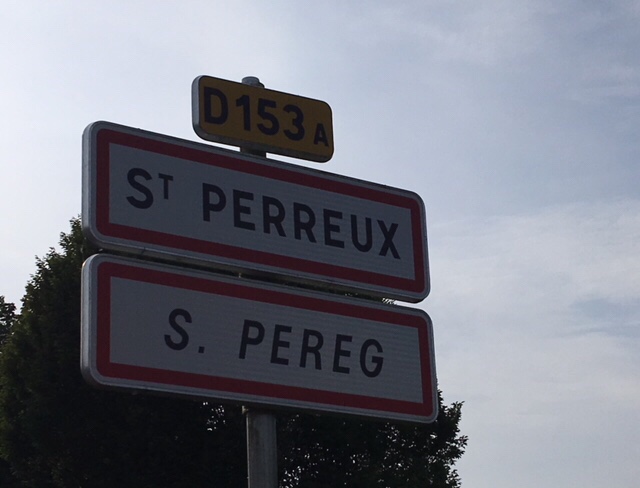 D153A
ST PERREUX
S. PEREG